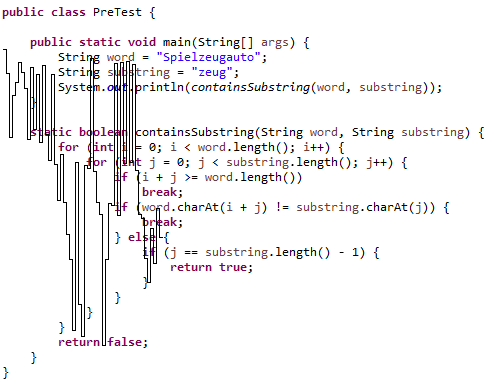 public class PreTest {
public static void main(String[] args) {
String word = "Spielzeugauto";
String substring = "zeug";
System.out.println(containsSubstring(word, substring));
}
static boolean containsSubstring(String word, String substring) {
for (int i = 0; i < word.length(); i++) {
for (int j = 0; j < substring.length(); j++) {
if (i + j >= word.length())
break;
if (word.charAt(i + j) != substring.charAt(j)) {
break;
} else {
if (j == substring.length() - 1) {
return true;
}
}
}
}
return false;
}
}